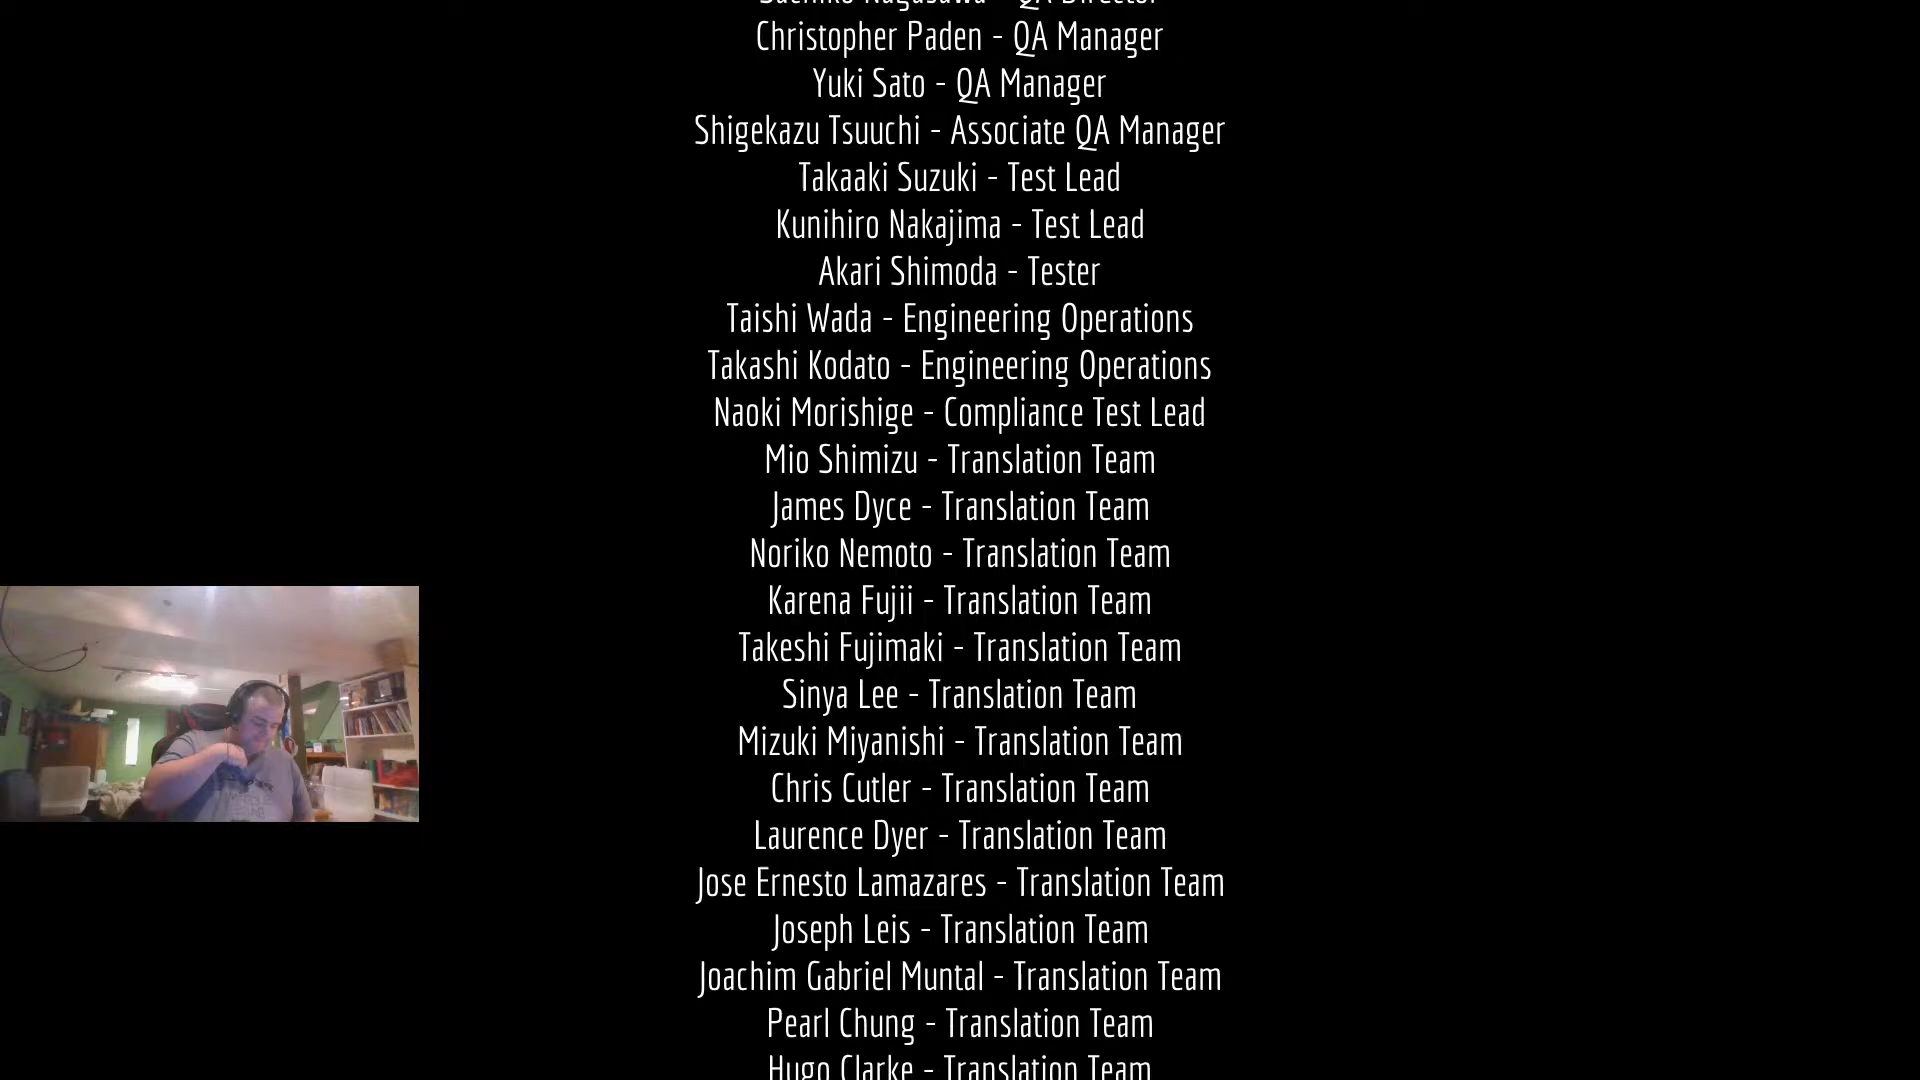 Sachiko Nagasawa - QA Director
Christopher Paden - QA Manager
Yuki Sato - QA Manager
Shigekazu Tsuuchi - Associate QA Manager
Takaaki Suzuki - Test Lead
Kunihiro Nakajima - Test Lead
Akari Shimoda - Tester
Taishi Wada - Engineering Operations
Takashi Kodato - Engineering Operations
Naoki Morishige - Compliance Test Lead
Mio Shimizu - Translation Team
James Dyce - Translation Team
Noriko Nemoto - Translation Team
Karena Fujii - Translation Team
Takeshi Fujimaki - Translation Team
Sinya Lee - Translation Team
Mizuki Miyanishi - Translation Team
Chris Cutler - Translation Team
Laurence Dyer - Translation Team
Jose Ernesto Lamazares - Translation Team
Joseph Leis - Translation Team
Joachim Gabriel Muntal - Translation Team
Pearl Chung - Translation Team
Hugo Clarke - Translation Team